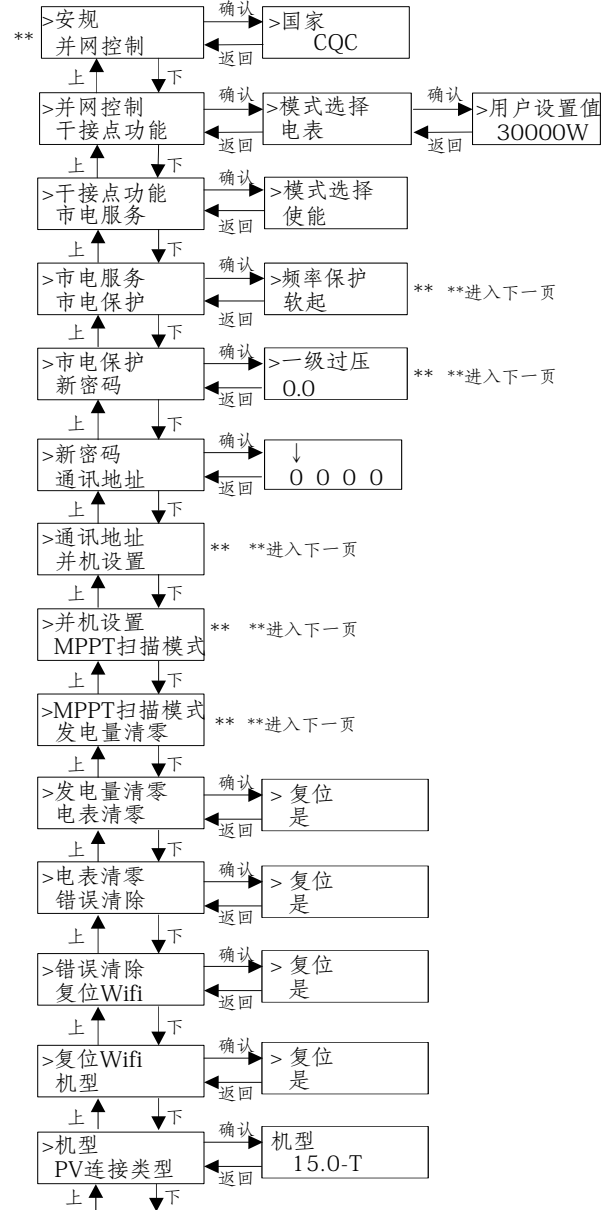 确认
>安规
>国家
**
并网控制
CQC
返回
上
下
>并网控制
确认
>模式选择
确认
>用户设置值
干接点功能
电表
30000W
返回
返回
上
下
>干接点功能
确认
>模式选择
市电服务
使能
返回
上
下
>市电服务
确认
>频率保护
** **进入下一页
市电保护
软起
返回
上
下
>市电保护
确认
>一级过压
** **进入下一页
新密码
0.0
返回
上
下
>新密码
确认
↓
通讯地址
0 0 0 0
返回
上
下
>通讯地址
** **进入下一页
并机设置
上
下
>并机设置
** **进入下一页
MPPT扫描模式
上
下
>MPPT扫描模式
** **进入下一页
发电量清零
上
下
>发电量清零
确认
> 复位
电表清零
是
返回
上
下
>电表清零
确认
> 复位
错误清除
是
返回
上
下
>错误清除
确认
> 复位
复位Wifi
是
返回
上
下
>复位Wifi
确认
> 复位
机型
是
返回
上
下
>机型
确认
机型
PV连接类型
15.0-T
返回
上
下